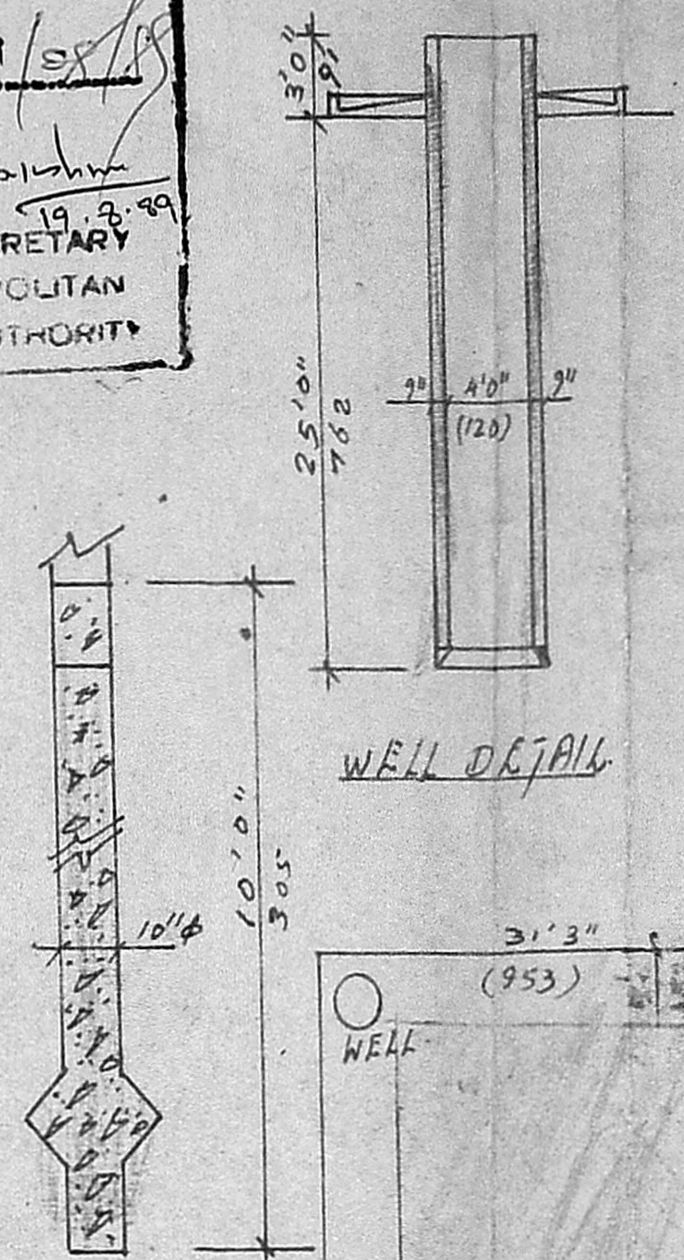 19.8.89
RETARY
OLITAN
THORITY
3'0"
91
25'0"
762
9" 4'0" 9"
(120)
WELL DETAIL
10'0"
305
10"φ
31'3"
(953)
WELL